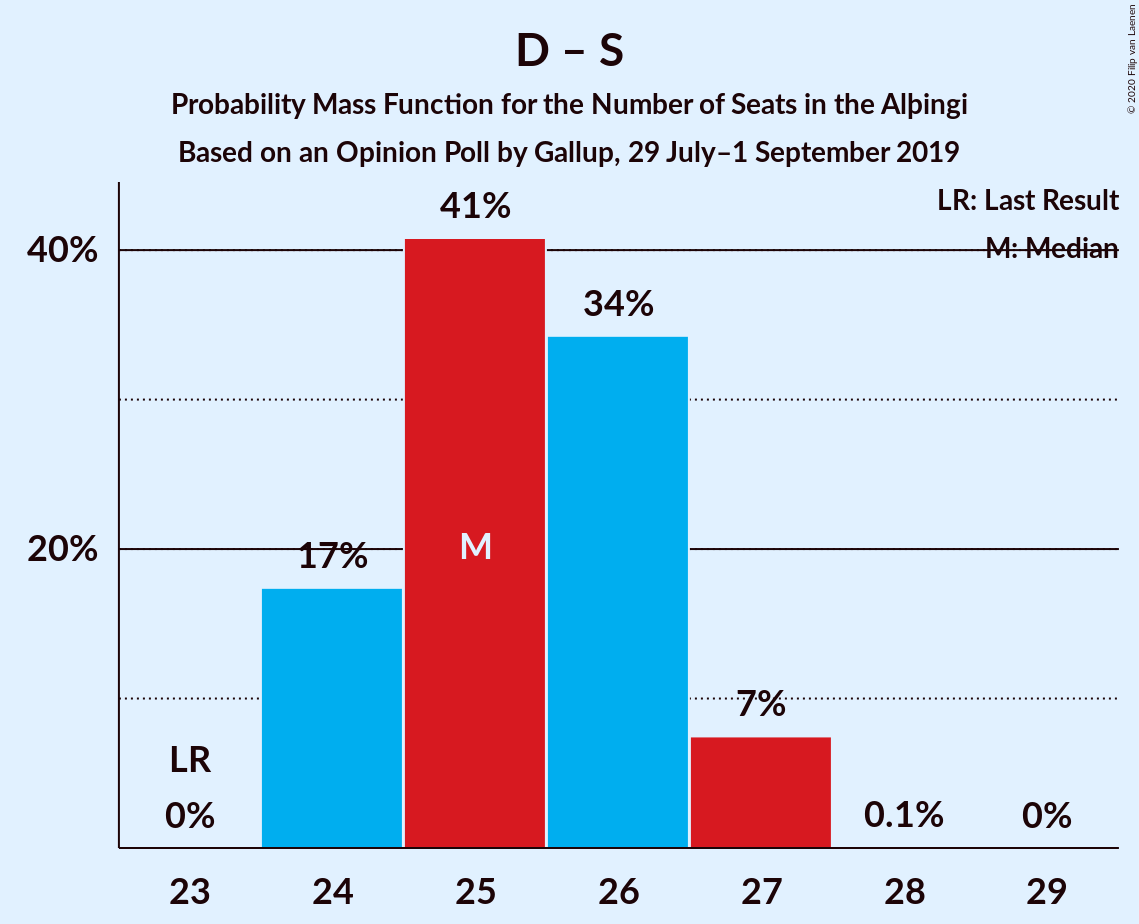 D – S
Probability Mass Function for the Number of Seats in the Alþingi
Based on an Opinion Poll by Gallup, 29 July–1 September 2019
© 2020 Filip van Laenen
LR: Last Result
M: Median
40%
20%
41%
34%
17%
M
7%
LR
0%
0.1%
0%
23 24 25 26 27 28 29